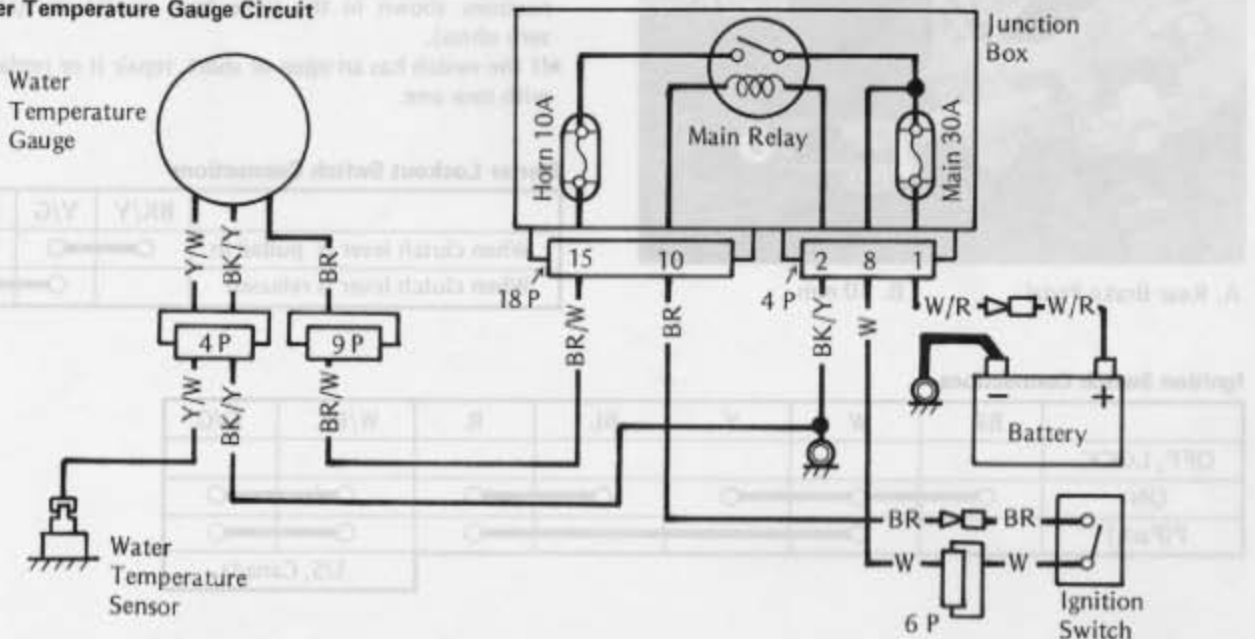 er Temperature Gauge Circuit
Water
Temperature
Gauge
Junction
Box
Main Relay
Horn 10A
Main 30A
15
10
2
8
1
18 P
4 P
Y/W
BK/Y
BR
4 P
9 P
Y/W
BK/Y
BR/W
BR/W
BR
BK/Y
W
W/R
W/R
−
+
Battery
BR
BR
W
W
6 P
Ignition
Switch
Water
Temperature
Sensor